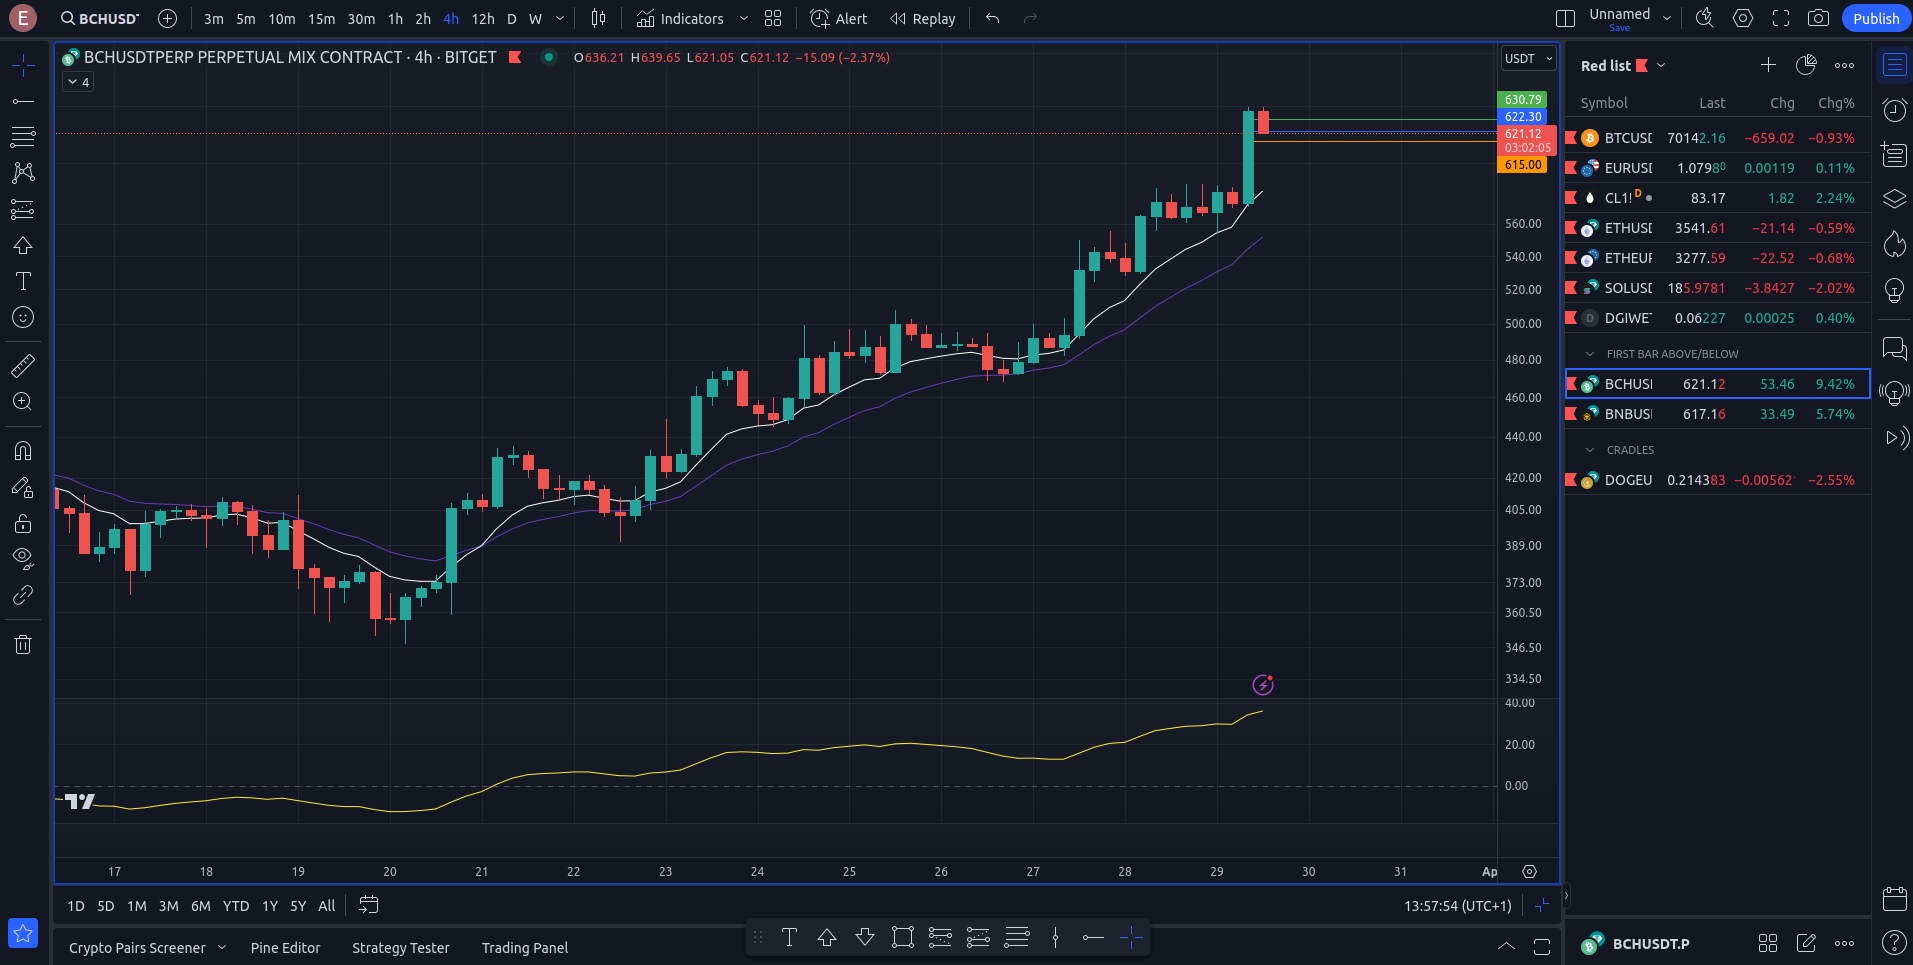 E
BCHUSDT
3m 5m 10m 15m 30m 1h 2h 4h 12h D W
Indicators
Alert
Replay
Unnamed
Save
Publish
BCHUSDTPERP PERPETUAL MIX CONTRACT · 4h · BITGET
O636.21 H639.65 L621.05 C621.12 −15.09 (−2.37%)
4
USDT
630.79
622.30
621.12
03:02:05
615.00
560.00
540.00
520.00
500.00
480.00
460.00
440.00
420.00
405.00
389.00
373.00
360.50
346.50
334.50
40.00
20.00
0.00
17 18 19 20 21 22 23 24 25 26 27 28 29 30 31 Ap
1D 5D 1M 3M 6M YTD 1Y 5Y All
13:57:54 (UTC+1)
Crypto Pairs Screener
Pine Editor
Strategy Tester
Trading Panel
Red list
Symbol Last Chg Chg%
BTCUSD 70142.16 −659.02 −0.93%
EURUSD 1.07980 0.00119 0.11%
CL1! D 83.17 1.82 2.24%
ETHUSD 3541.61 −21.14 −0.59%
ETHEUR 3277.59 −22.52 −0.68%
SOLUSD 185.9781 −3.8427 −2.02%
D DGIWET 0.06227 0.00025 0.40%
FIRST BAR ABOVE/BELOW
BCHUSD 621.12 53.46 9.42%
BNBUSD 617.16 33.49 5.74%
CRADLES
DOGEU 0.214383 −0.00562 −2.55%
BCHUSDT.P